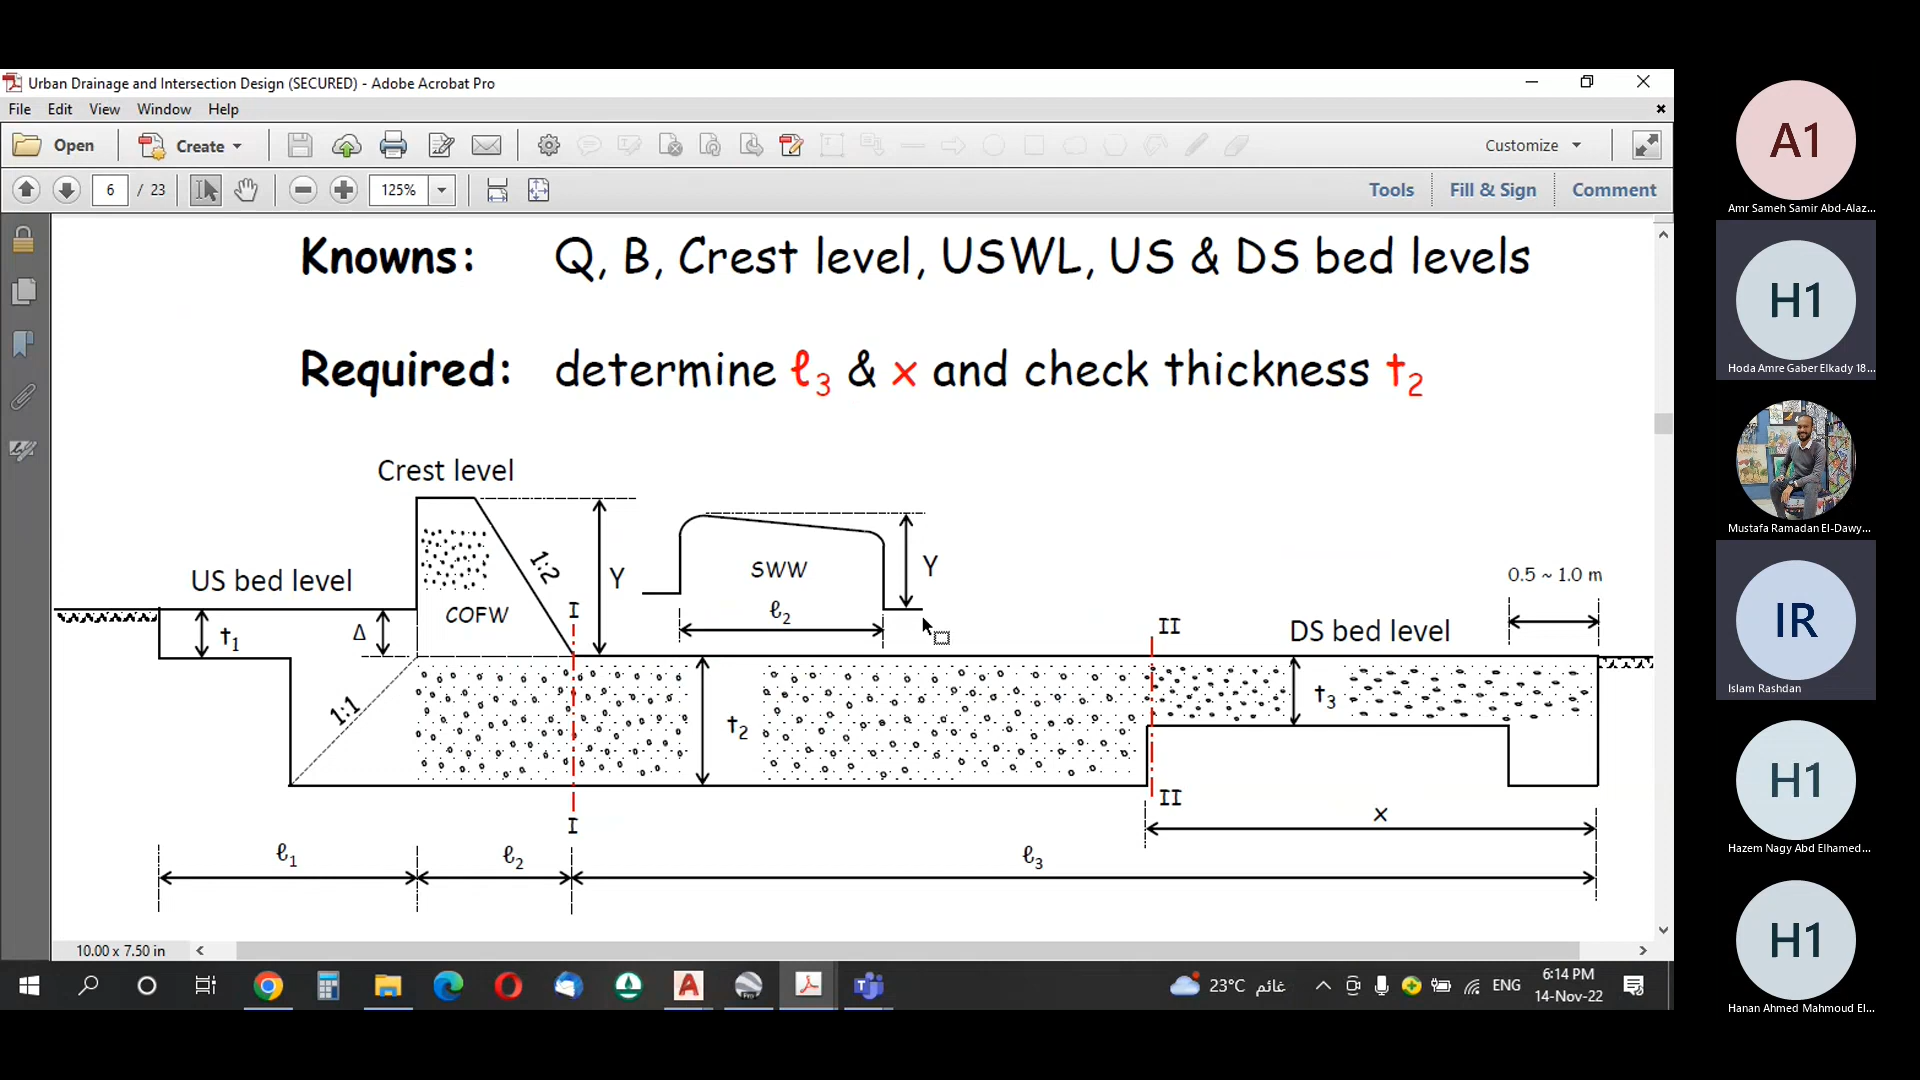 Urban Drainage and Intersection Design (SECURED) - Adobe Acrobat Pro
File Edit View Window Help
Open Create Customize
6 / 23 125% Tools Fill & Sign Comment
Knowns: Q, B, Crest level, USWL, US & DS bed levels
Required: determine ℓ3 & x and check thickness t2
Crest level
US bed level
1:2
Y
SWW
Y
0.5 ~ 1.0 m
COFW
I
ℓ2
II
DS bed level
t1
Δ
1:1
t2
t3
II
I
x
ℓ1
ℓ2
ℓ3
10.00 x 7.50 in
23°C غائم
ENG
6:14 PM
14-Nov-22
A1
Amr Sameh Samir Abd-Alaz...
H1
Hoda Amre Gaber Elkady 18...
Mustafa Ramadan El-Dawy...
IR
Islam Rashdan
H1
Hazem Nagy Abd Elhamed...
H1
Hanan Ahmed Mahmoud El...